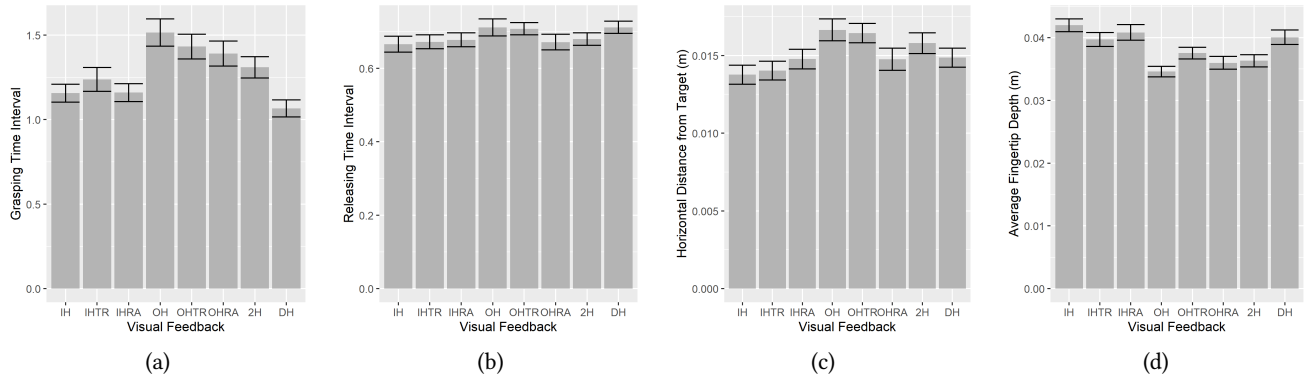 Grasping Time Interval
1.5
1.0
0.5
0.0
IH IHTR IHRA OH OHTR OHRA 2H DH
Visual Feedback
(a)
Releasing Time Interval
0.6
0.4
0.2
0.0
IH IHTR IHRA OH OHTR OHRA 2H DH
Visual Feedback
(b)
Horizontal Distance from Target (m)
0.015
0.010
0.005
0.000
IH IHTR IHRA OH OHTR OHRA 2H DH
Visual Feedback
(c)
Average Fingertip Depth (m)
0.04
0.03
0.02
0.01
0.00
IH IHTR IHRA OH OHTR OHRA 2H DH
Visual Feedback
(d)